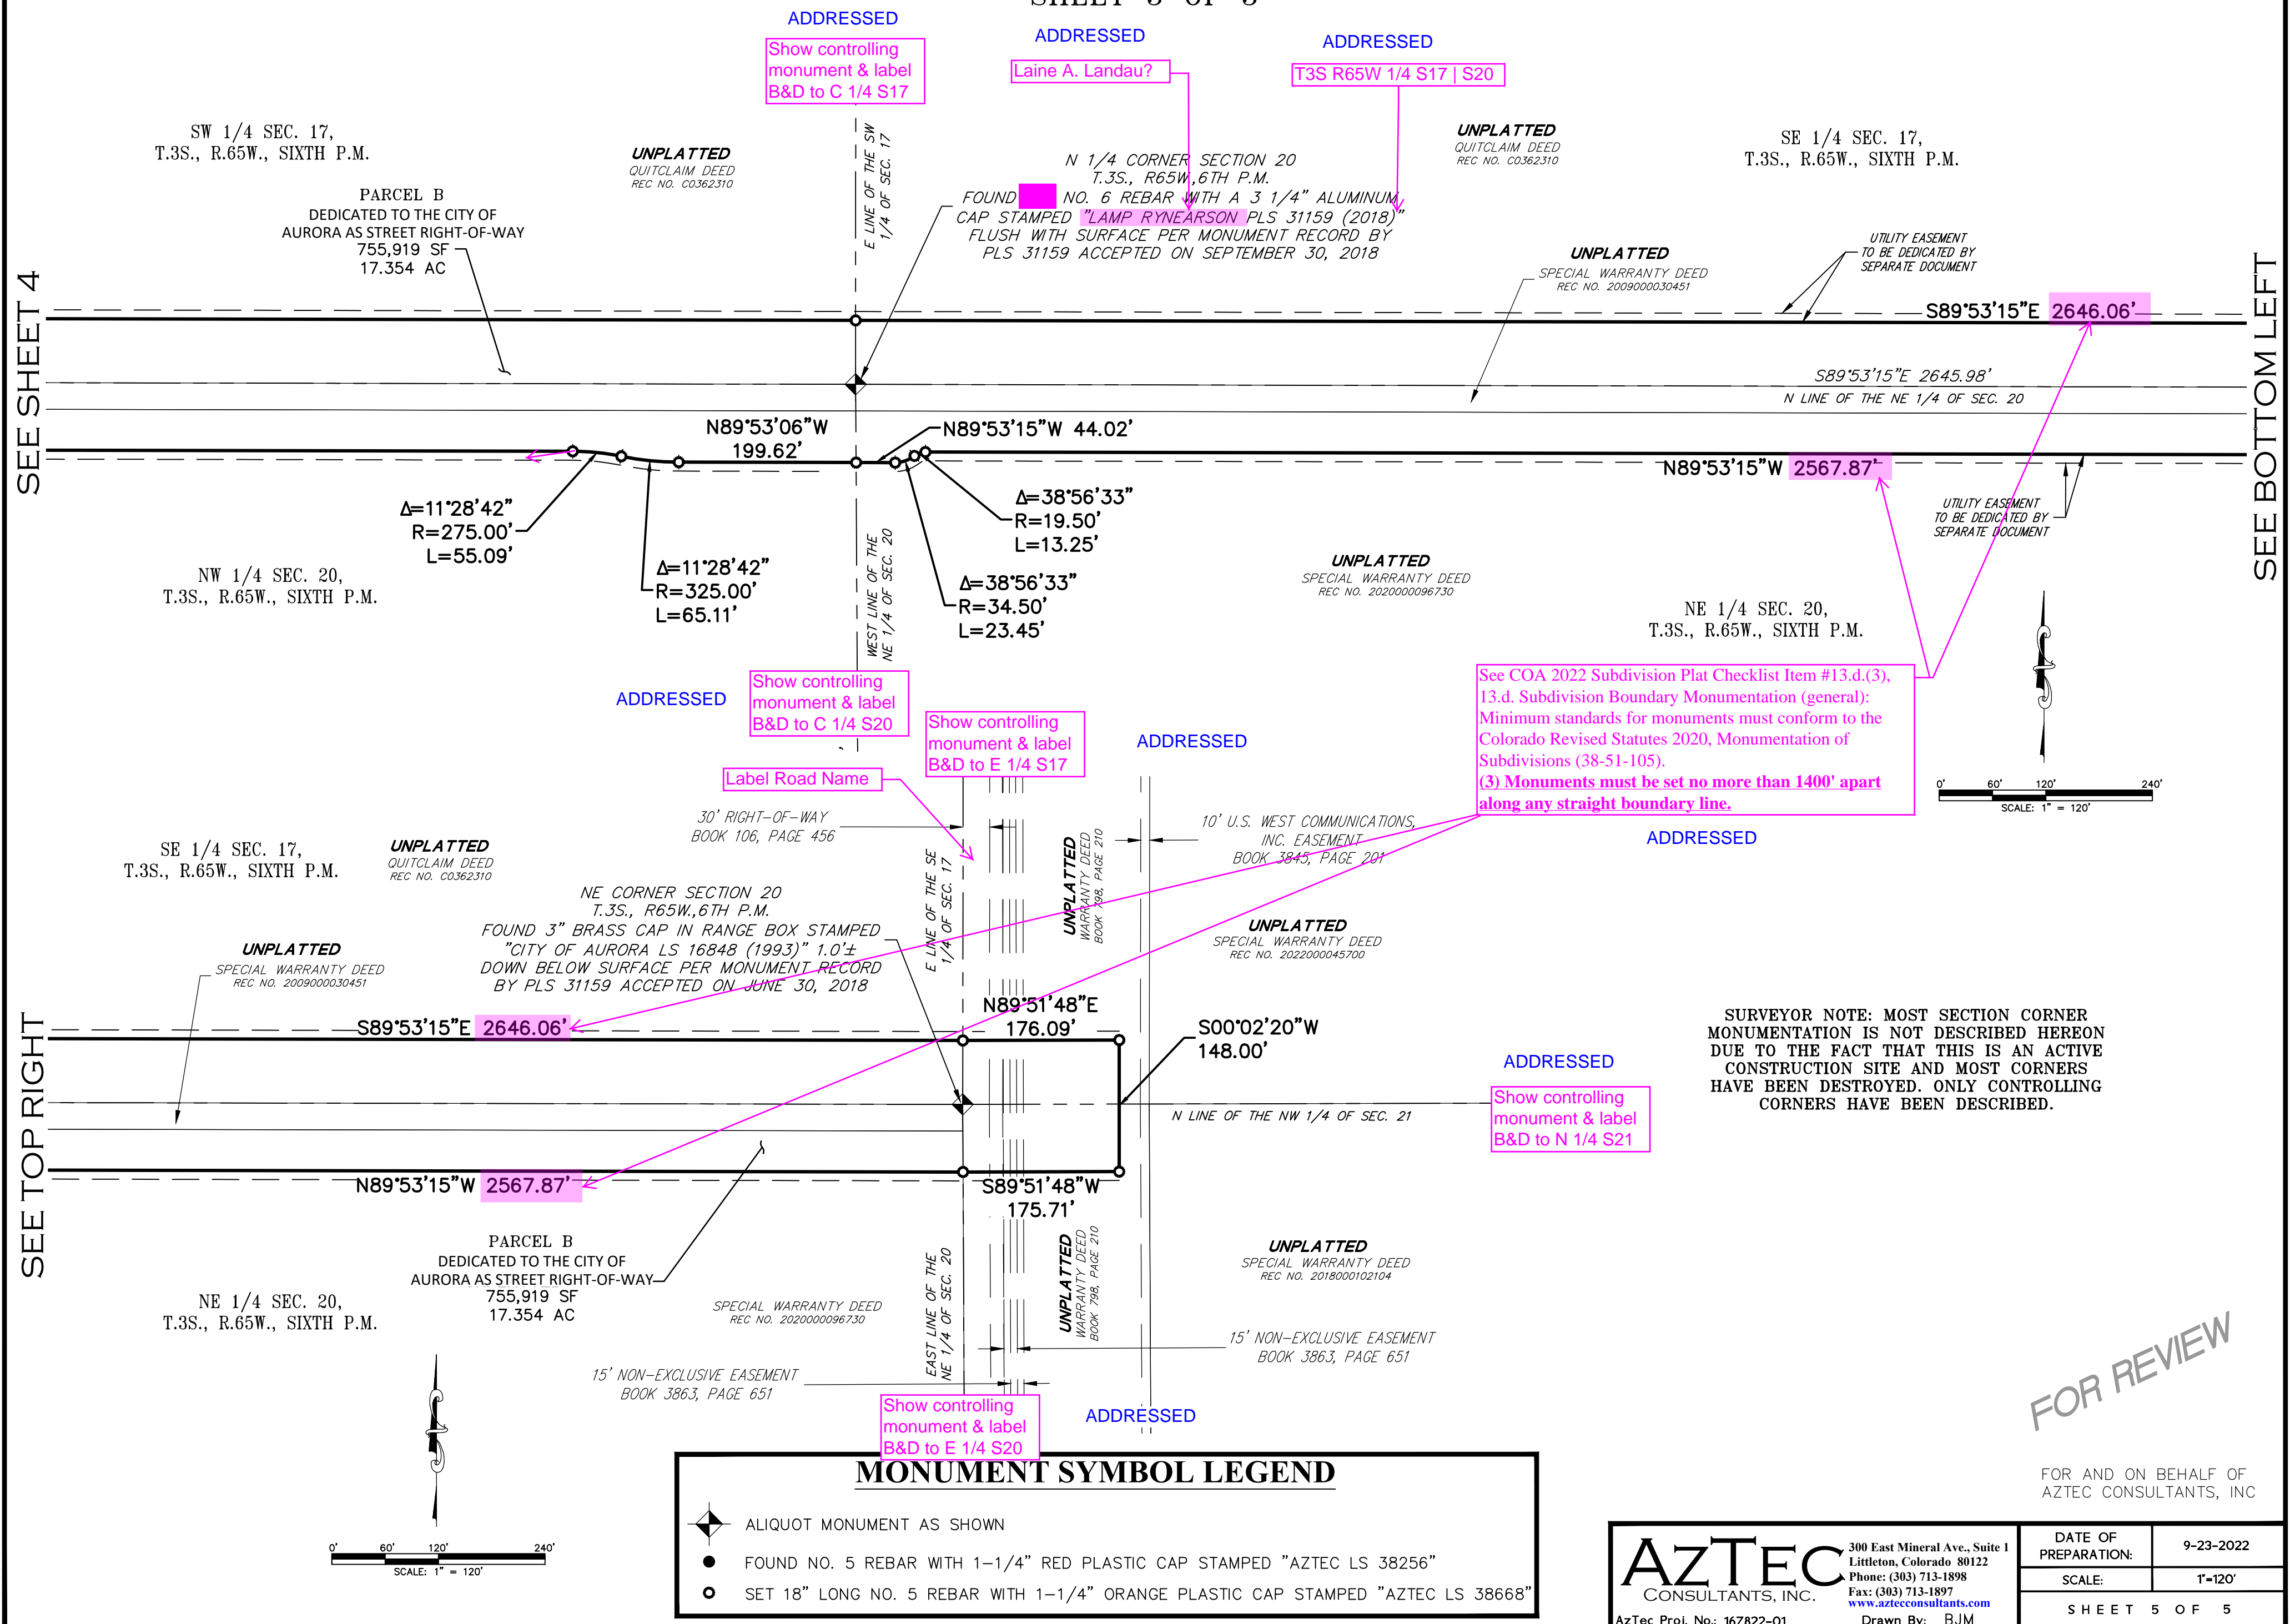 SHEET 5 OF 5
ADDRESSED
Show controlling
monument & label
B&D to C 1/4 S17
ADDRESSED
Laine A. Landau?
ADDRESSED
T3S R65W 1/4 S17 | S20
SW 1/4 SEC. 17,
T.3S., R.65W., SIXTH P.M.
UNPLATTED
QUITCLAIM DEED
REC NO. C0362310
E LINE OF THE SW
1/4 OF SEC. 17
N 1/4 CORNER SECTION 20
T.3S., R65W.,6TH P.M.
FOUND NO. 6 REBAR WITH A 3 1/4" ALUMINUM
CAP STAMPED "LAMP RYNEARSON PLS 31159 (2018)"
FLUSH WITH SURFACE PER MONUMENT RECORD BY
PLS 31159 ACCEPTED ON SEPTEMBER 30, 2018
UNPLATTED
QUITCLAIM DEED
REC NO. C0362310
SE 1/4 SEC. 17,
T.3S., R.65W., SIXTH P.M.
PARCEL B
DEDICATED TO THE CITY OF
AURORA AS STREET RIGHT-OF-WAY
755,919 SF
17.354 AC
UNPLATTED
SPECIAL WARRANTY DEED
REC NO. 2009000030451
UTILITY EASEMENT
TO BE DEDICATED BY
SEPARATE DOCUMENT
SEE SHEET 4
SEE BOTTOM LEFT
S89°53'15"E 2646.06'
S89°53'15"E 2645.98'
N LINE OF THE NE 1/4 OF SEC. 20
N89°53'06"W
199.62'
N89°53'15"W 44.02'
N89°53'15"W 2567.87'
Δ=11°28'42"
R=275.00'
L=55.09'
Δ=11°28'42"
R=325.00'
L=65.11'
Δ=38°56'33"
R=19.50'
L=13.25'
Δ=38°56'33"
R=34.50'
L=23.45'
WEST LINE OF THE
NE 1/4 OF SEC. 20
UTILITY EASEMENT
TO BE DEDICATED BY
SEPARATE DOCUMENT
NW 1/4 SEC. 20,
T.3S., R.65W., SIXTH P.M.
UNPLATTED
SPECIAL WARRANTY DEED
REC NO. 2020000096730
NE 1/4 SEC. 20,
T.3S., R.65W., SIXTH P.M.
ADDRESSED
Show controlling
monument & label
B&D to C 1/4 S20
See COA 2022 Subdivision Plat Checklist Item #13.d.(3),
13.d. Subdivision Boundary Monumentation (general):
Minimum standards for monuments must conform to the
Colorado Revised Statutes 2020, Monumentation of
Subdivisions (38-51-105).
(3) Monuments must be set no more than 1400' apart
along any straight boundary line.
ADDRESSED
0' 60' 120' 240'
SCALE: 1" = 120'
Show controlling
monument & label
B&D to E 1/4 S17
ADDRESSED
Label Road Name
30' RIGHT-OF-WAY
BOOK 106, PAGE 456
10' U.S. WEST COMMUNICATIONS,
INC. EASEMENT
BOOK 3845, PAGE 201
SE 1/4 SEC. 17,
T.3S., R.65W., SIXTH P.M.
UNPLATTED
QUITCLAIM DEED
REC NO. C0362310
E LINE OF THE SE
1/4 OF SEC. 17
UNPLATTED
WARRANTY DEED
BOOK 798, PAGE 210
NE CORNER SECTION 20
T.3S., R65W.,6TH P.M.
FOUND 3" BRASS CAP IN RANGE BOX STAMPED
"CITY OF AURORA LS 16848 (1993)" 1.0'±
DOWN BELOW SURFACE PER MONUMENT RECORD
BY PLS 31159 ACCEPTED ON JUNE 30, 2018
UNPLATTED
SPECIAL WARRANTY DEED
REC NO. 2009000030451
UNPLATTED
SPECIAL WARRANTY DEED
REC NO. 2022000045700
SEE TOP RIGHT
S89°53'15"E 2646.06'
N89°51'48"E
176.09'
S00°02'20"W
148.00'
N LINE OF THE NW 1/4 OF SEC. 21
ADDRESSED
Show controlling
monument & label
B&D to N 1/4 S21
SURVEYOR NOTE: MOST SECTION CORNER
MONUMENTATION IS NOT DESCRIBED HEREON
DUE TO THE FACT THAT THIS IS AN ACTIVE
CONSTRUCTION SITE AND MOST CORNERS
HAVE BEEN DESTROYED. ONLY CONTROLLING
CORNERS HAVE BEEN DESCRIBED.
N89°53'15"W 2567.87'
S89°51'48"W
175.71'
PARCEL B
DEDICATED TO THE CITY OF
AURORA AS STREET RIGHT-OF-WAY
755,919 SF
17.354 AC
NE 1/4 SEC. 20,
T.3S., R.65W., SIXTH P.M.
SPECIAL WARRANTY DEED
REC NO. 2020000096730
EAST LINE OF THE
NE 1/4 OF SEC. 20
UNPLATTED
WARRANTY DEED
BOOK 798, PAGE 210
UNPLATTED
SPECIAL WARRANTY DEED
REC NO. 2018000102104
15' NON-EXCLUSIVE EASEMENT
BOOK 3863, PAGE 651
15' NON-EXCLUSIVE EASEMENT
BOOK 3863, PAGE 651
Show controlling
monument & label
B&D to E 1/4 S20
ADDRESSED
0' 60' 120' 240'
SCALE: 1" = 120'
MONUMENT SYMBOL LEGEND
ALIQUOT MONUMENT AS SHOWN
FOUND NO. 5 REBAR WITH 1-1/4" RED PLASTIC CAP STAMPED "AZTEC LS 38256"
SET 18" LONG NO. 5 REBAR WITH 1-1/4" ORANGE PLASTIC CAP STAMPED "AZTEC LS 38668"
FOR REVIEW
FOR AND ON BEHALF OF
AZTEC CONSULTANTS, INC
AZTEC
CONSULTANTS, INC.
300 East Mineral Ave., Suite 1
Littleton, Colorado 80122
Phone: (303) 713-1898
Fax: (303) 713-1897
www.aztecconsultants.com
AzTec Proj. No.: 167822-01
Drawn By: BJM
DATE OF
PREPARATION:
9-23-2022
SCALE:
1"=120'
SHEET 5 OF 5